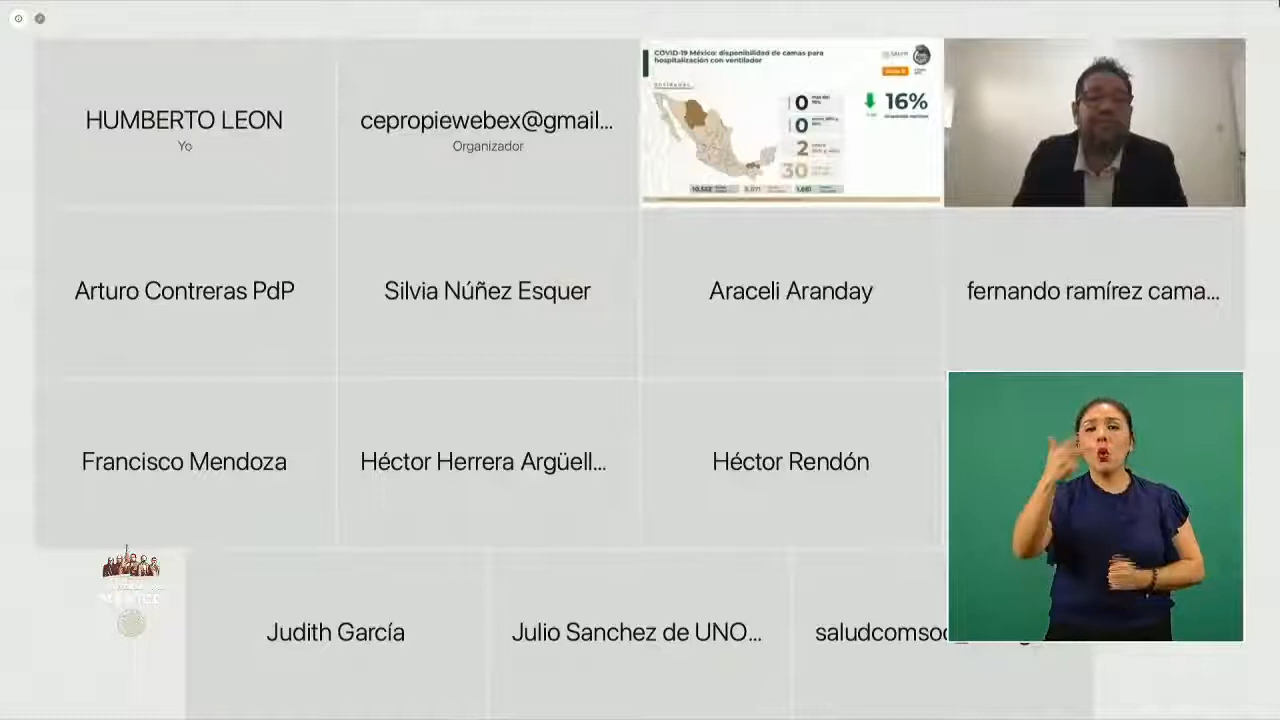 HUMBERTO LEON
Yo
cepropiewebex@gmail...
Organizador
COVID-19 México: disponibilidad de camas para
hospitalización con ventilador
SALUD
0
0
2
30
16%
Arturo Contreras PdP
Silvia Núñez Esquer
Araceli Aranday
fernando ramírez cama...
Francisco Mendoza
Héctor Herrera Argüell...
Héctor Rendón
MÉXICO
Judith García
Julio Sanchez de UNO...
saludcomso